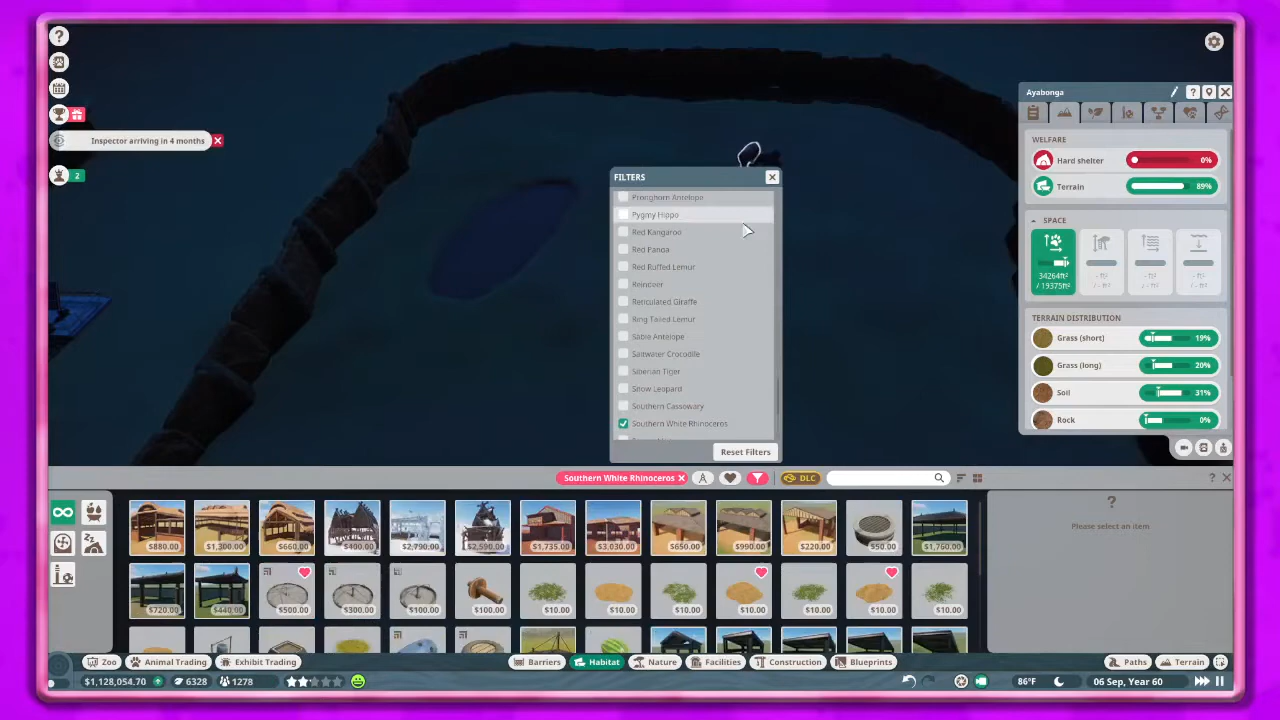 Inspector arriving in 4 months
2
FILTERS
Pronghorn Antelope
Pygmy Hippo
Red Kangaroo
Red Panda
Red Ruffed Lemur
Reindeer
Reticulated Giraffe
Ring Tailed Lemur
Sable Antelope
Saltwater Crocodile
Siberian Tiger
Snow Leopard
Southern Cassowary
Southern White Rhinoceros
Reset Filters
Ayabonga
WELFARE
Hard shelter 0%
Terrain 89%
SPACE
34264ft² / 19375ft²
- ft² / - ft²
- ft² / - ft²
- ft² / - ft²
TERRAIN DISTRIBUTION
Grass (short) 19%
Grass (long) 20%
Soil 31%
Rock 0%
Southern White Rhinoceros
DLC
$880.00 $1,300.00 $660.00 $400.00 $2,790.00 $2,590.00 $1,735.00 $3,030.00 $650.00 $990.00 $220.00 $50.00 $1,750.00
$720.00 $440.00 $500.00 $300.00 $100.00 $100.00 $10.00 $10.00 $10.00 $10.00 $10.00 $10.00 $10.00
?
Please select an item
Zoo Animal Trading Exhibit Trading Barriers Habitat Nature Facilities Construction Blueprints Paths Terrain
$1,128,054.70 6328 1278 86°F 06 Sep, Year 60